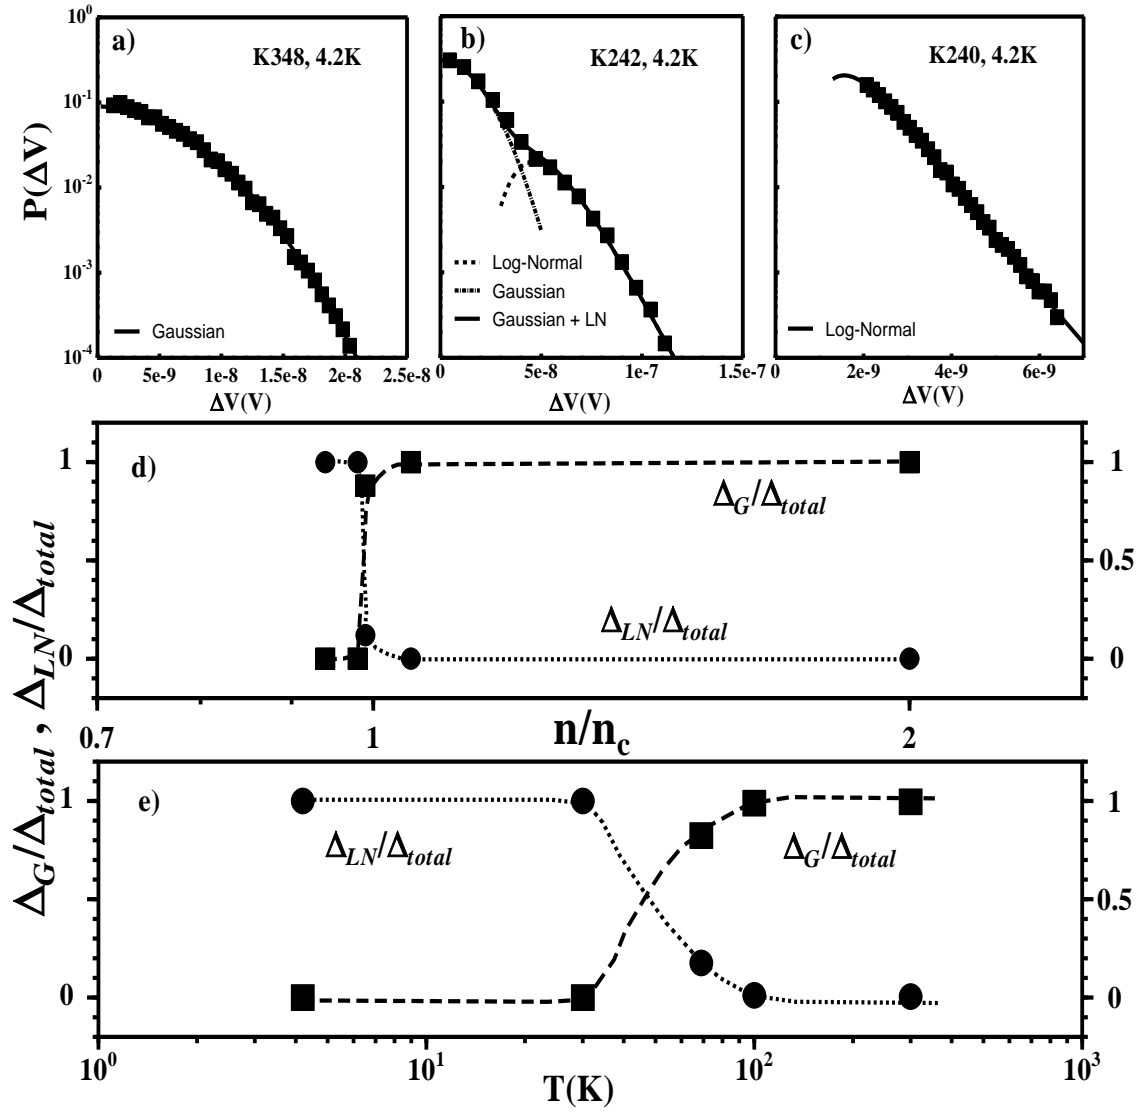 10^0
10^-1
10^-2
10^-3
10^-4
P(ΔV)
a)
K348, 4.2K
Gaussian
0 5e-9 1e-8 1.5e-8 2e-8 2.5e-8
ΔV(V)
b)
K242, 4.2K
Log-Normal
Gaussian
Gaussian + LN
0 5e-8 1e-7 1.5e-7
ΔV(V)
c)
K240, 4.2K
Log-Normal
0 2e-9 4e-9 6e-9
ΔV(V)
Δ_G/Δ_total , Δ_LN/Δ_total
d)
1
0
Δ_G/Δ_total
Δ_LN/Δ_total
1
0.5
0
0.7 1 n/n_c 2
e)
1
0
Δ_LN/Δ_total
Δ_G/Δ_total
1
0.5
0
10^0 10^1 10^2 10^3
T(K)